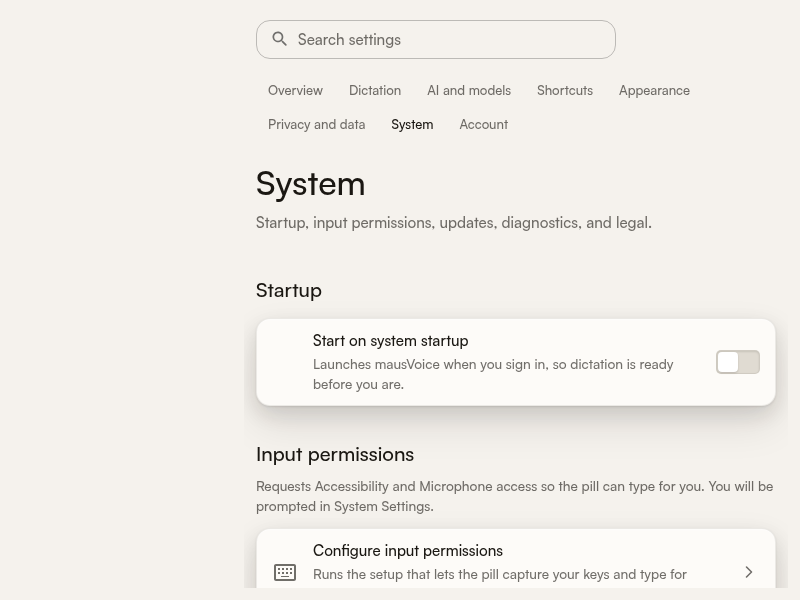 Search settings
Overview Dictation AI and models Shortcuts Appearance
Privacy and data System Account
System
Startup, input permissions, updates, diagnostics, and legal.
Startup
Start on system startup
Launches mausVoice when you sign in, so dictation is ready
before you are.
Input permissions
Requests Accessibility and Microphone access so the pill can type for you. You will be
prompted in System Settings.
Configure input permissions
Runs the setup that lets the pill capture your keys and type for